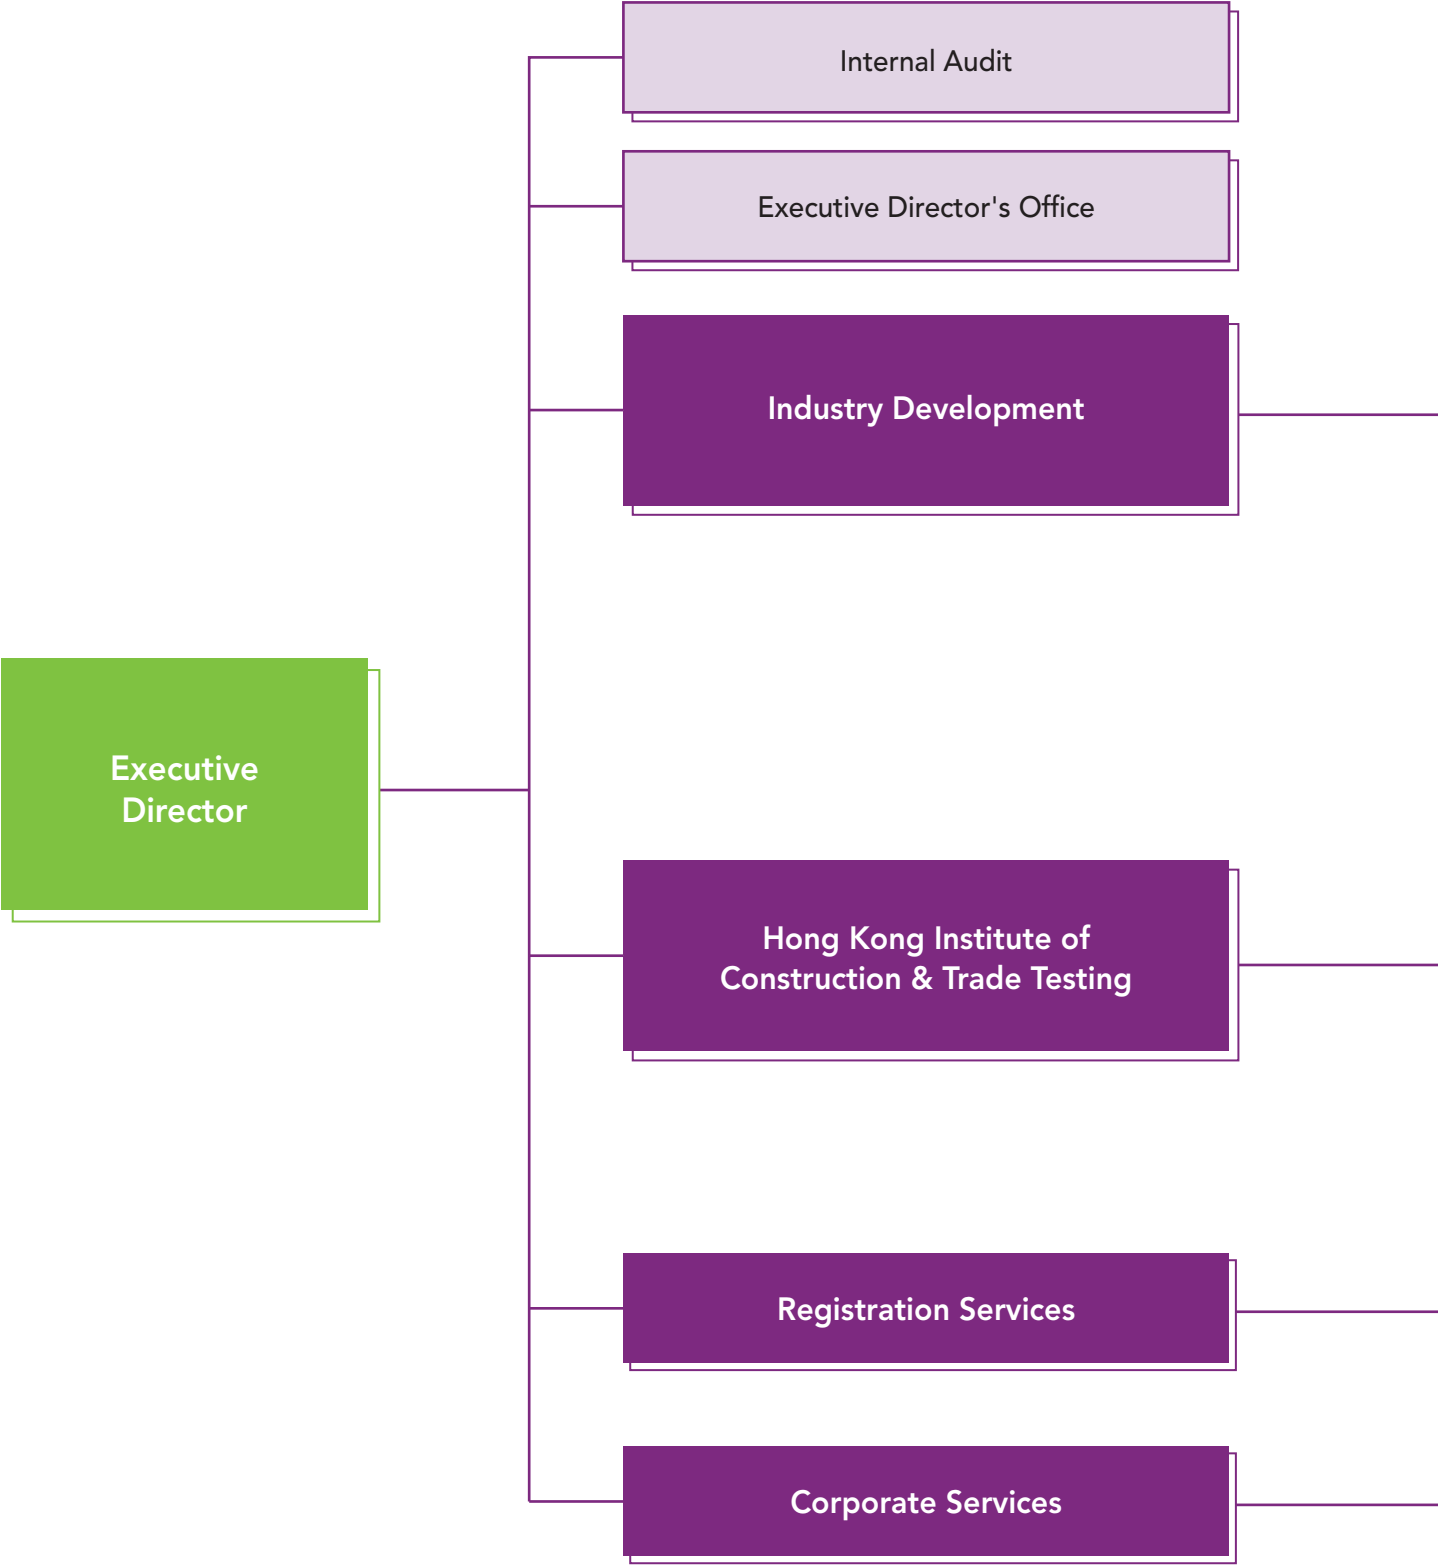 Internal Audit
Executive Director's Office
Industry Development
Executive
Director
Hong Kong Institute of
Construction & Trade Testing
Registration Services
Corporate Services